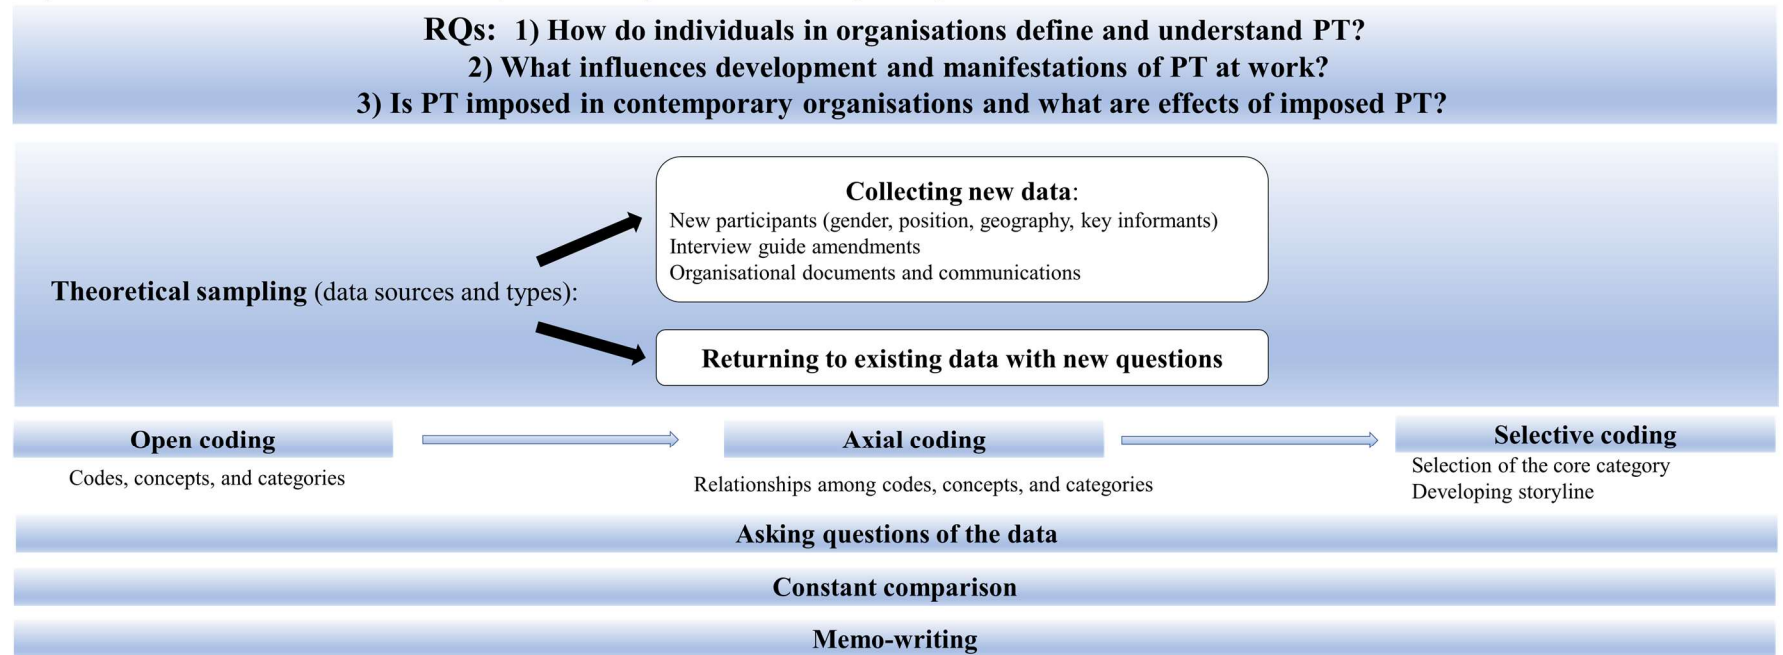 RQs: 1) How do individuals in organisations define and understand PT?
2) What influences development and manifestations of PT at work?
3) Is PT imposed in contemporary organisations and what are effects of imposed PT?
Collecting new data:
New participants (gender, position, geography, key informants)
Interview guide amendments
Organisational documents and communications
Theoretical sampling (data sources and types):
Returning to existing data with new questions
Open coding
Codes, concepts, and categories
Axial coding
Relationships among codes, concepts, and categories
Selective coding
Selection of the core category
Developing storyline
Asking questions of the data
Constant comparison
Memo-writing